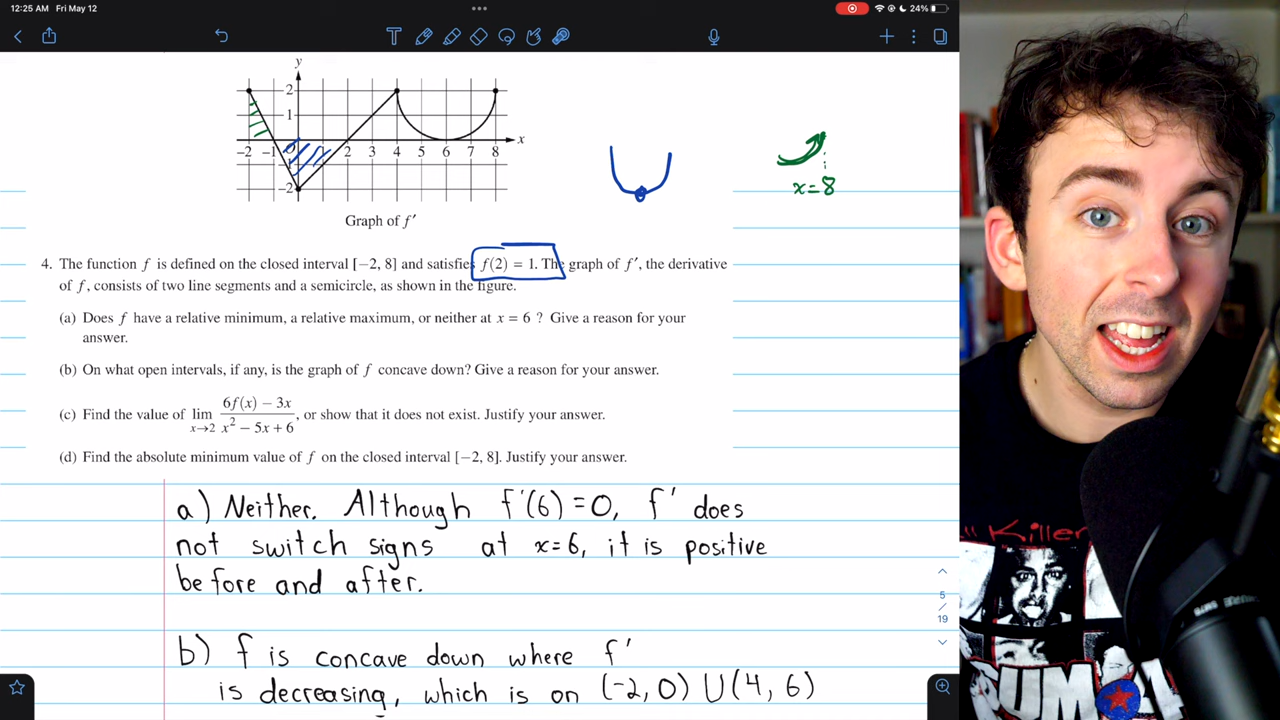 12:25 AM Fri May 12
24%
T
y
2
1
-2 -1 0 2 3 4 5 6 7 8 x
-1
-2
Graph of f′
x=8
4. The function f is defined on the closed interval [−2, 8] and satisfies f(2) = 1. The graph of f′, the derivative
of f, consists of two line segments and a semicircle, as shown in the figure.
(a) Does f have a relative minimum, a relative maximum, or neither at x = 6 ? Give a reason for your
answer.
(b) On what open intervals, if any, is the graph of f concave down? Give a reason for your answer.
(c) Find the value of lim x→2 (6f(x) − 3x)/(x² − 5x + 6), or show that it does not exist. Justify your answer.
(d) Find the absolute minimum value of f on the closed interval [−2, 8]. Justify your answer.
a) Neither. Although f'(6)=0, f' does
not switch signs at x=6, it is positive
before and after.
b) f is concave down where f'
is decreasing, which is on (-2,0) U (4,6)
5
/
19
Killer
CUM